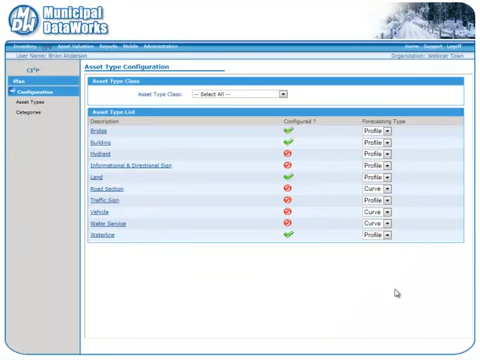 MDW
Municipal
DataWorks
Inventory Asset Valuation Reports Mobile Administration
Home Support Logoff
User Name: Brian Anderson
Organization: Webinar Town
Plan
Configuration
Asset Types
Categories
Asset Type Configuration
Asset Type Class
Asset Type Class: -- Select All --
Asset Type List
Description Configured ? Forecasting Type
Bridge Profile
Building Profile
Hydrant Profile
Informational & Directional Sign Profile
Land Profile
Road Section Curve
Traffic Sign Profile
Vehicle Curve
Water Service Curve
Waterline Profile